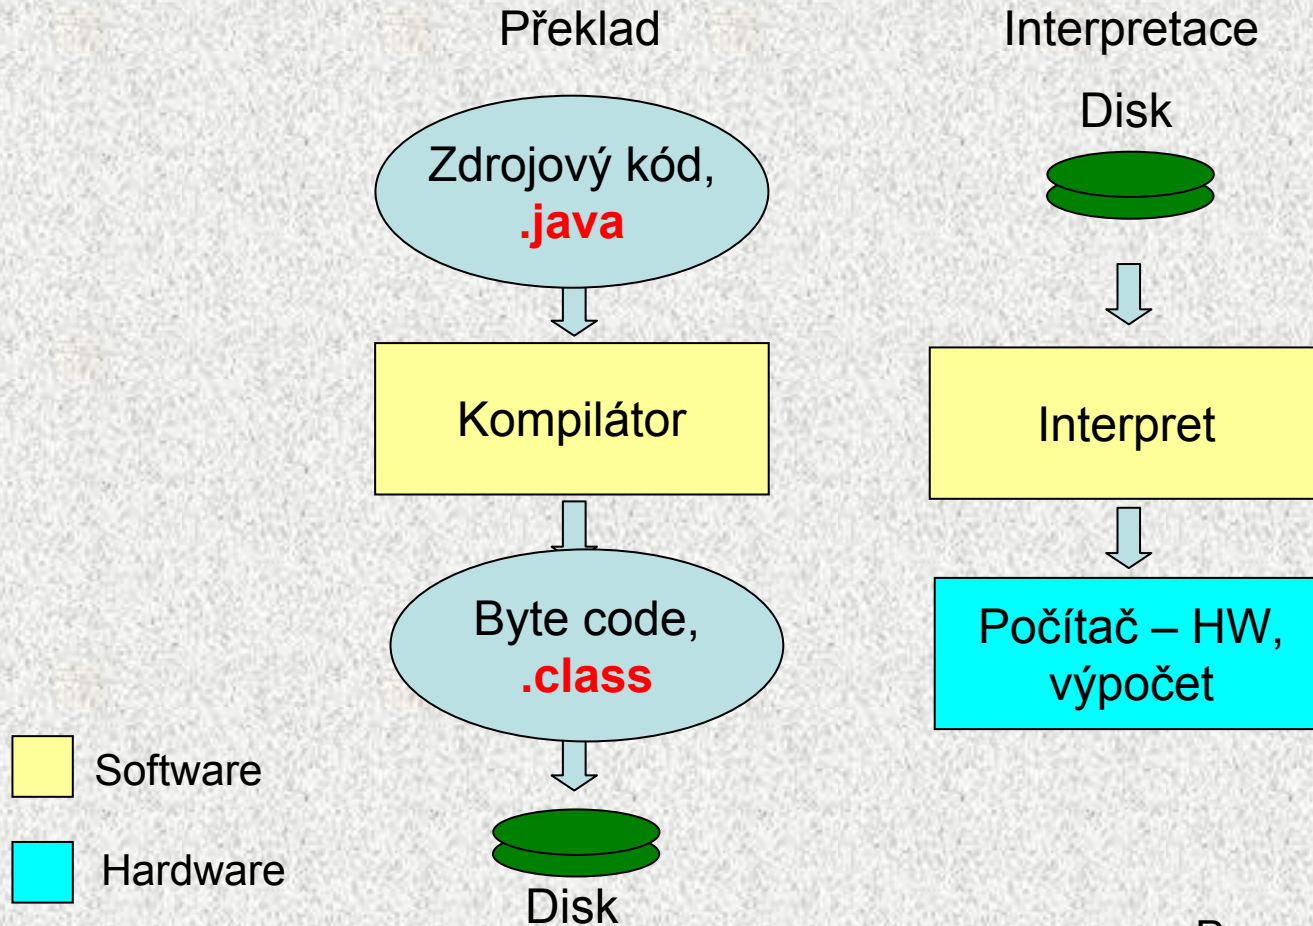 Překlad
Interpretace
Disk
Zdrojový kód,
.java
Kompilátor
Interpret
Byte code,
.class
Počítač – HW,
výpočet
Software
Hardware
Disk